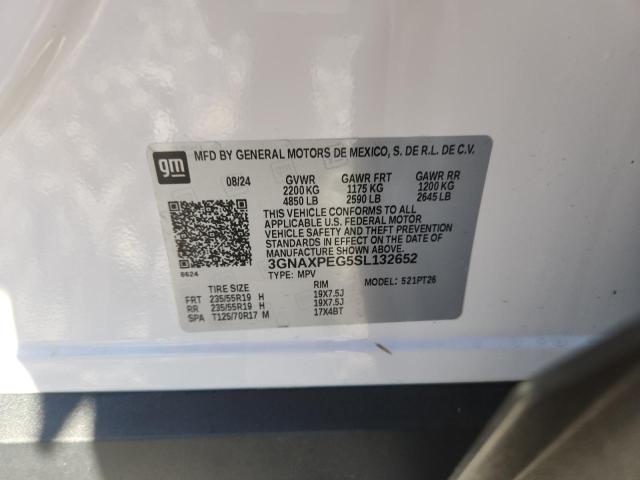 gm MFD BY GENERAL MOTORS DE MEXICO, S. DE R.L. DE C.V.
08/24 GVWR GAWR FRT GAWR RR
2200 KG 1175 KG 1200 KG
4850 LB 2590 LB 2645 LB
THIS VEHICLE CONFORMS TO ALL
APPLICABLE U.S. FEDERAL MOTOR
VEHICLE SAFETY AND THEFT PREVENTION
STANDARDS IN EFFECT ON THE DATE OF
MANUFACTURE SHOWN ABOVE.
3GNAXPEG5SL132652
8624 TYPE: MPV MODEL: 521PT26
TIRE SIZE RIM
FRT 235/55R19 H 19X7.5J
RR 235/55R19 H 19X7.5J
SPA T125/70R17 M 17X4BT